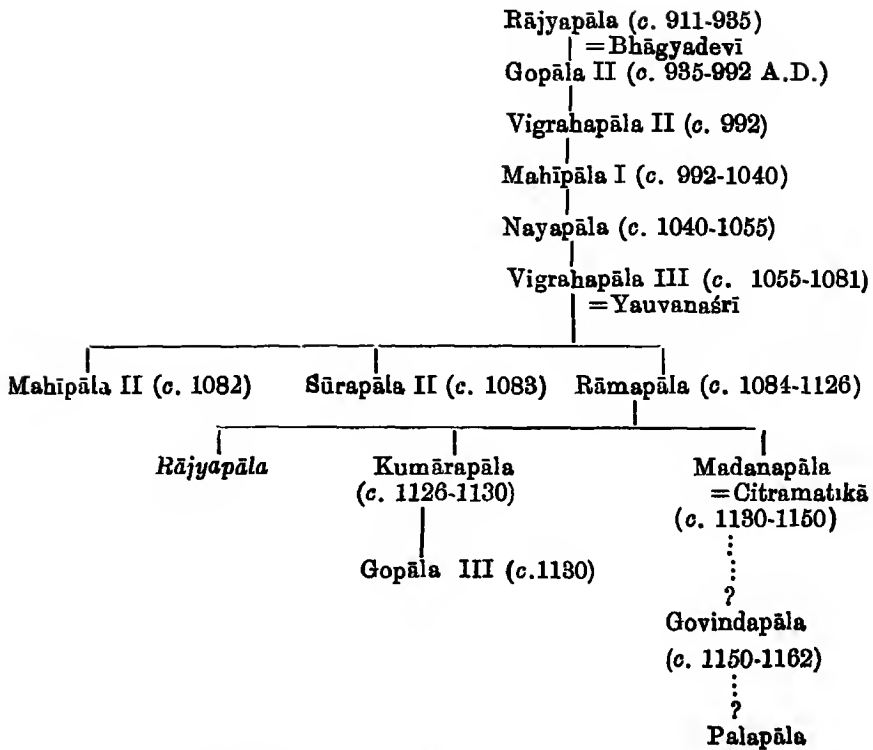 Rājyapāla (c. 911-935)
=Bhāgyadevī
Gopāla II (c. 935-992 A.D.)
Vigrahapāla II (c. 992)
Mahīpāla I (c. 992-1040)
Nayapāla (c. 1040-1055)
Vigrahapāla III (c. 1055-1081)
=Yauvanaśrī
Mahīpāla II (c. 1082) Sūrapāla II (c. 1083) Rāmapāla (c. 1084-1126)
Rājyapāla Kumārapāla Madanapāla
=Citramatikā
(c. 1126-1130)
(c. 1130-1150)
Gopāla III (c.1130)
?
Govindapāla
(c. 1150-1162)
?
Palapāla